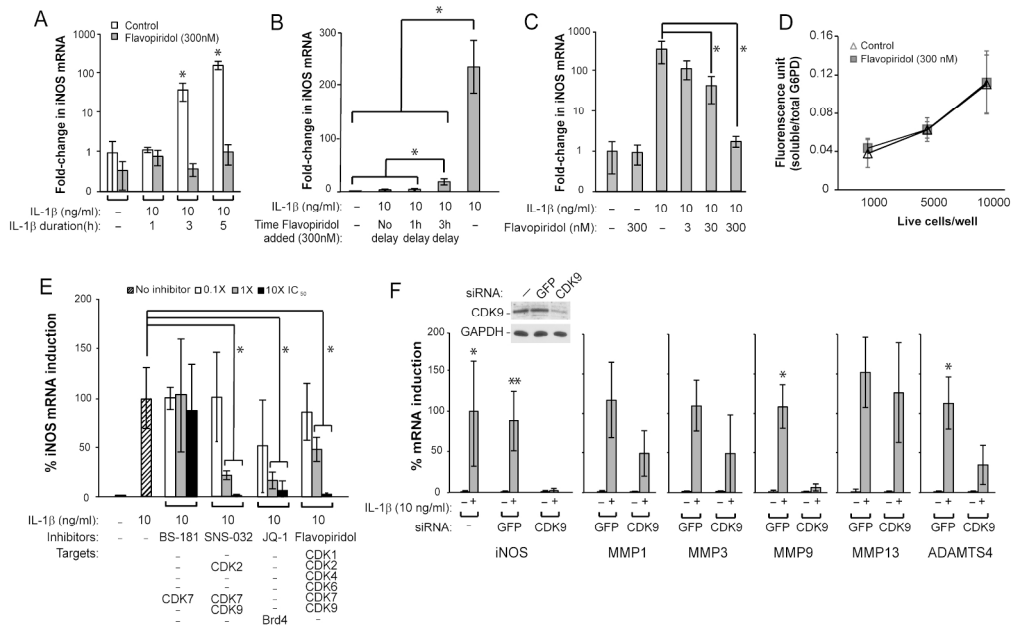 A
Control
Flavopiridol (300nM)
Fold-change in iNOS mRNA
1000
100
10
1
0
* *
IL-1β (ng/ml): – 10 10 10
IL-1β duration(h): – 1 3 5
B
Fold-change in iNOS mRNA
300
200
100
0
*
*
IL-1β (ng/ml): – 10 10 10 10
Time Flavopiridol – No 1h 3h –
added (300nM): delay delay delay
C
Fold-change in iNOS mRNA
1000
100
10
1
0
* *
IL-1β (ng/ml): – – 10 10 10 10
Flavopiridol (nM): – 300 – 3 30 300
D
Control
Flavopiridol (300 nM)
Fluorescence unit
(soluble/total G6PD)
0.16
0.12
0.08
0.04
0
1000 5000 10000
Live cells/well
E
No inhibitor 0.1X 1X 10X IC50
% iNOS mRNA induction
200
150
100
50
0
* * *
IL-1β (ng/ml): – 10 10 10 10 10
Inhibitors: – – BS-181 SNS-032 JQ-1 Flavopiridol
Targets:
– – – – – CDK1
– – – CDK2 – CDK2
– – – – – CDK4
– – – – – CDK6
– – CDK7 CDK7 – CDK7
– – – CDK9 – CDK9
– – – – Brd4 –
F
siRNA: – GFP CDK9
CDK9 –
GAPDH –
% mRNA induction
200
150
100
50
0
* ** * *
IL-1β (10 ng/ml): – + – + – + – + – + – + – + – + – + – + – + – + – +
siRNA: – GFP CDK9 GFP CDK9 GFP CDK9 GFP CDK9 GFP CDK9 GFP CDK9
iNOS MMP1 MMP3 MMP9 MMP13 ADAMTS4